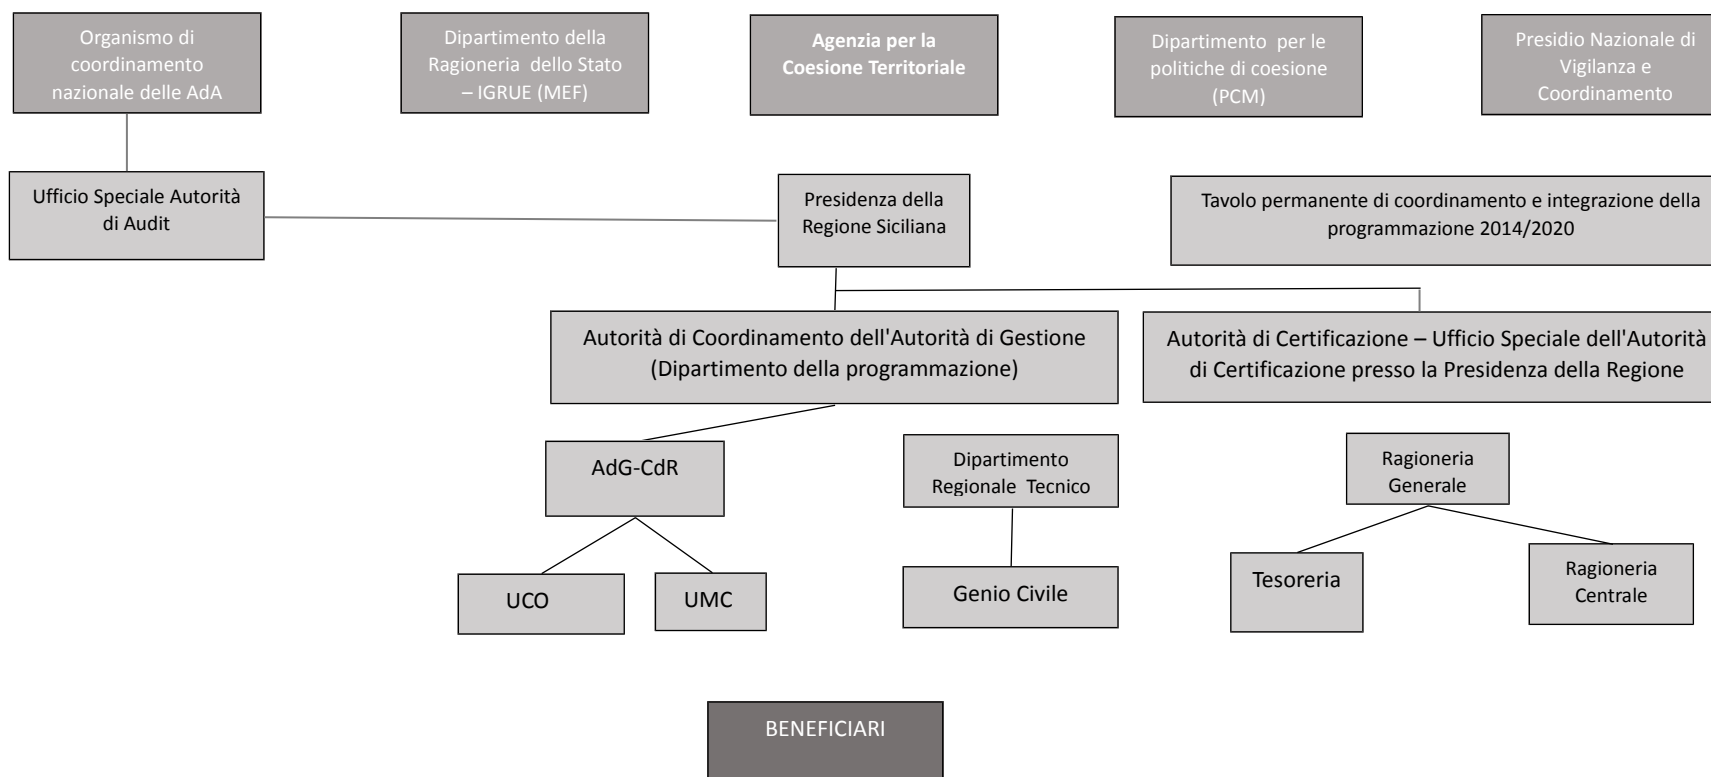 Organismo di
coordinamento
nazionale delle AdA
Dipartimento della
Ragioneria dello Stato
– IGRUE (MEF)
Agenzia per la
Coesione Territoriale
Dipartimento per le
politiche di coesione
(PCM)
Presidio Nazionale di
Vigilanza e
Coordinamento
Ufficio Speciale Autorità
di Audit
Presidenza della
Regione Siciliana
Tavolo permanente di coordinamento e integrazione della
programmazione 2014/2020
Autorità di Coordinamento dell'Autorità di Gestione
(Dipartimento della programmazione)
Autorità di Certificazione – Ufficio Speciale dell'Autorità
di Certificazione presso la Presidenza della Regione
AdG-CdR
Dipartimento
Regionale Tecnico
Ragioneria
Generale
UCO
UMC
Genio Civile
Tesoreria
Ragioneria
Centrale
BENEFICIARI